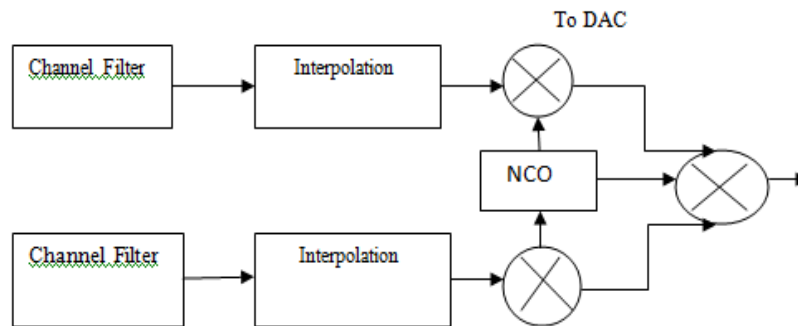 To DAC
Channel Filter
Interpolation
NCO
Channel Filter
Interpolation